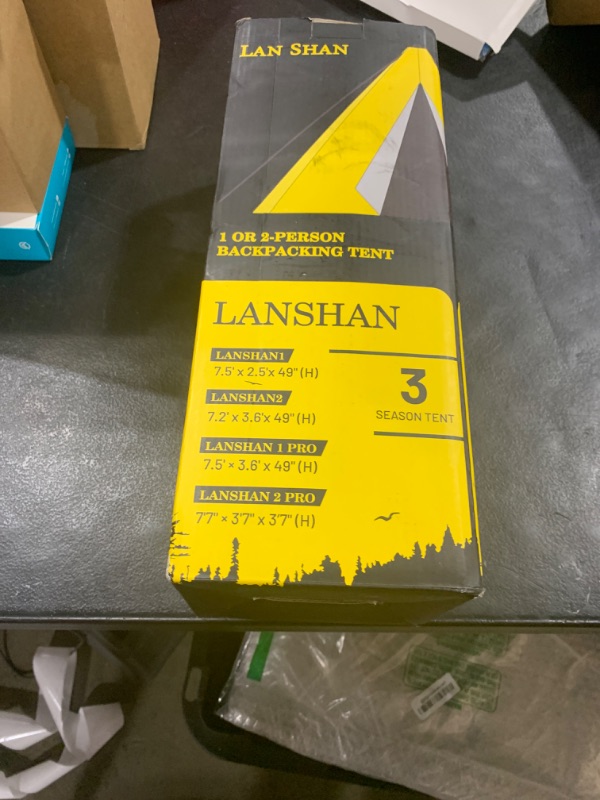 LAN SHAN
1 OR 2-PERSON
BACKPACKING TENT
LANSHAN
LANSHAN1
7.5' x 2.5'x 49" (H)
LANSHAN2
7.2' x 3.6'x 49" (H)
LANSHAN 1 PRO
7.5' × 3.6' x 49" (H)
LANSHAN 2 PRO
7'7" × 3'7" x 3'7" (H)
3
SEASON TENT